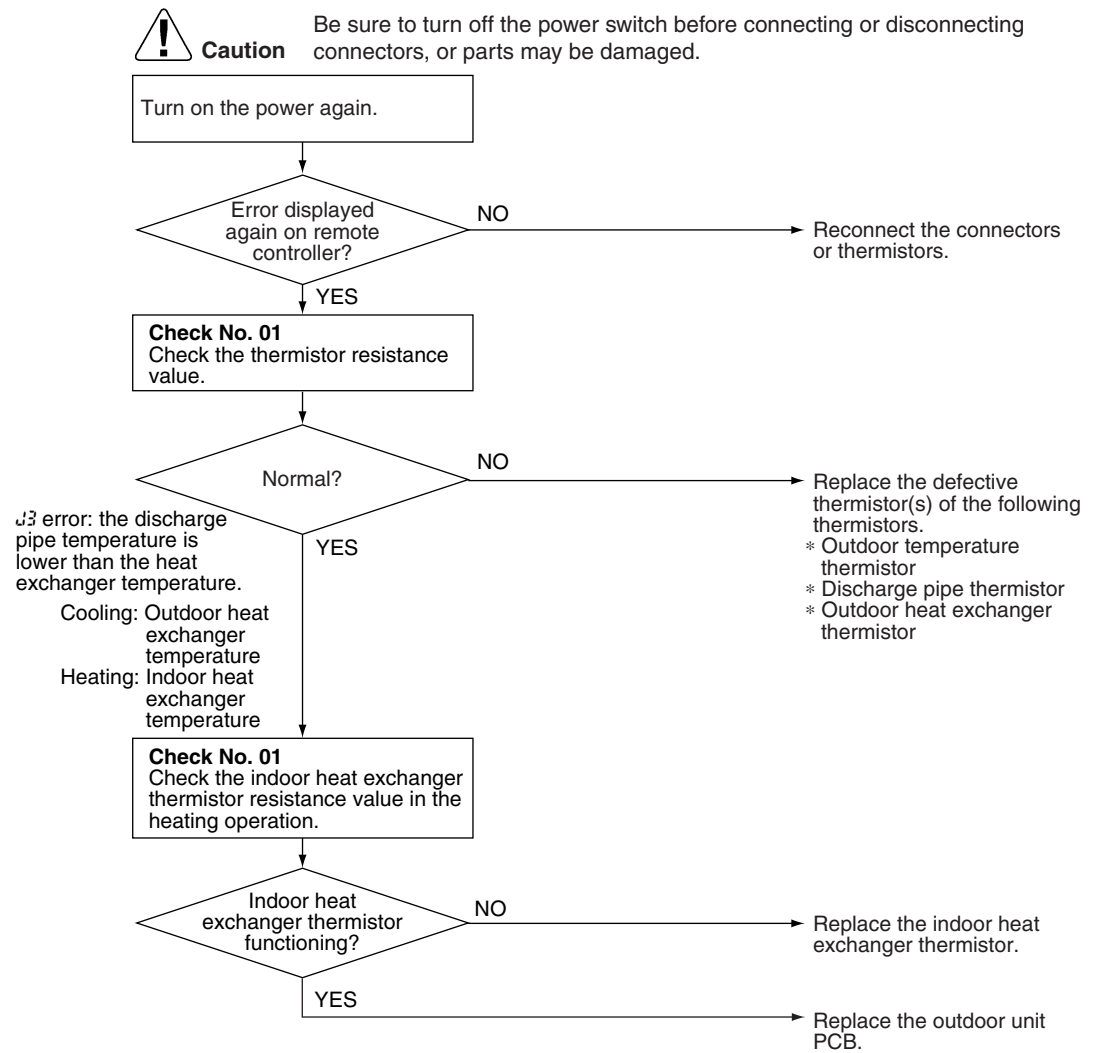 Be sure to turn off the power switch before connecting or disconnecting
Caution connectors, or parts may be damaged.
Turn on the power again.
Error displayed
again on remote
controller?
NO
Reconnect the connectors
or thermistors.
YES
Check No. 01
Check the thermistor resistance
value.
Normal?
NO
Replace the defective
thermistor(s) of the following
thermistors.
* Outdoor temperature
thermistor
* Discharge pipe thermistor
* Outdoor heat exchanger
thermistor
YES
J3 error: the discharge
pipe temperature is
lower than the heat
exchanger temperature.
Cooling: Outdoor heat
exchanger
temperature
Heating: Indoor heat
exchanger
temperature
Check No. 01
Check the indoor heat exchanger
thermistor resistance value in the
heating operation.
Indoor heat
exchanger thermistor
functioning?
NO
Replace the indoor heat
exchanger thermistor.
YES
Replace the outdoor unit
PCB.